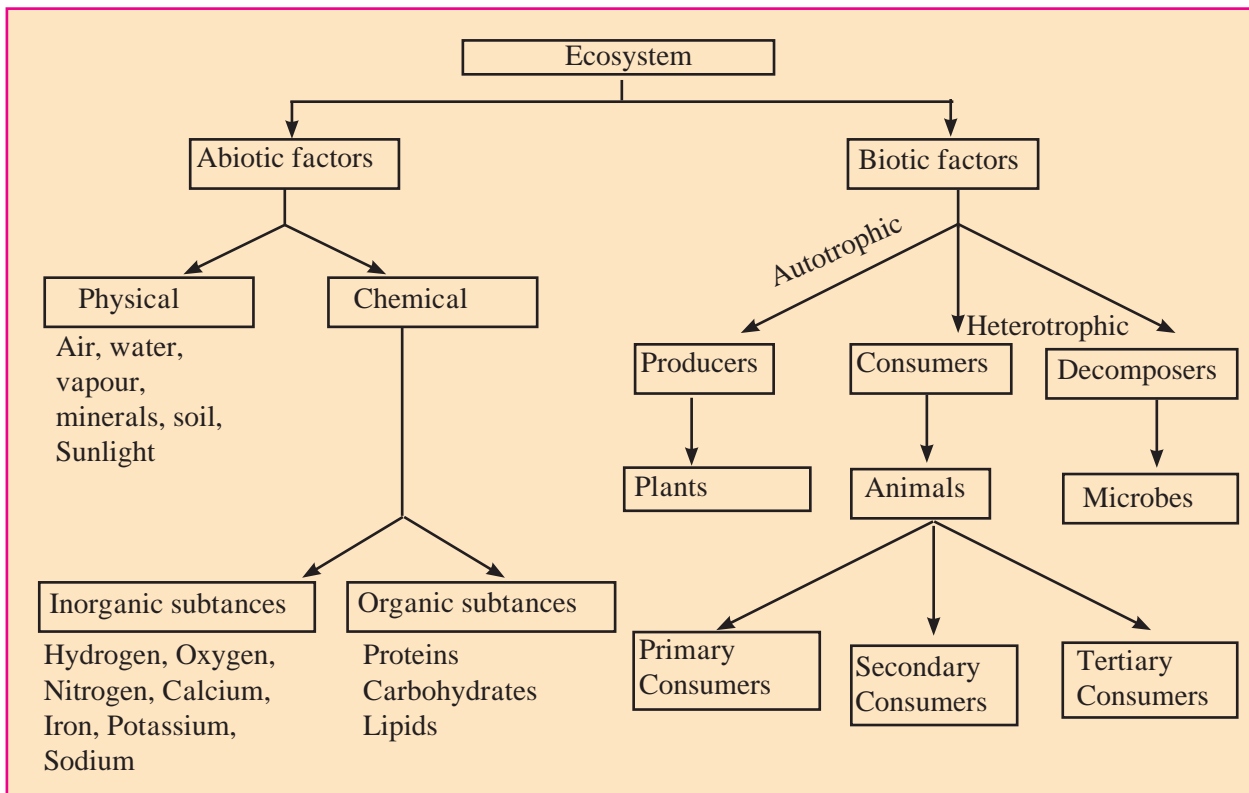 Ecosystem
Abiotic factors
Biotic factors
Autotrophic
Heterotrophic
Physical
Air, water,
vapour,
minerals, soil,
Sunlight
Chemical
Inorganic subtances
Hydrogen, Oxygen,
Nitrogen, Calcium,
Iron, Potassium,
Sodium
Organic subtances
Proteins
Carbohydrates
Lipids
Producers
Consumers
Decomposers
Plants
Animals
Microbes
Primary
Consumers
Secondary
Consumers
Tertiary
Consumers